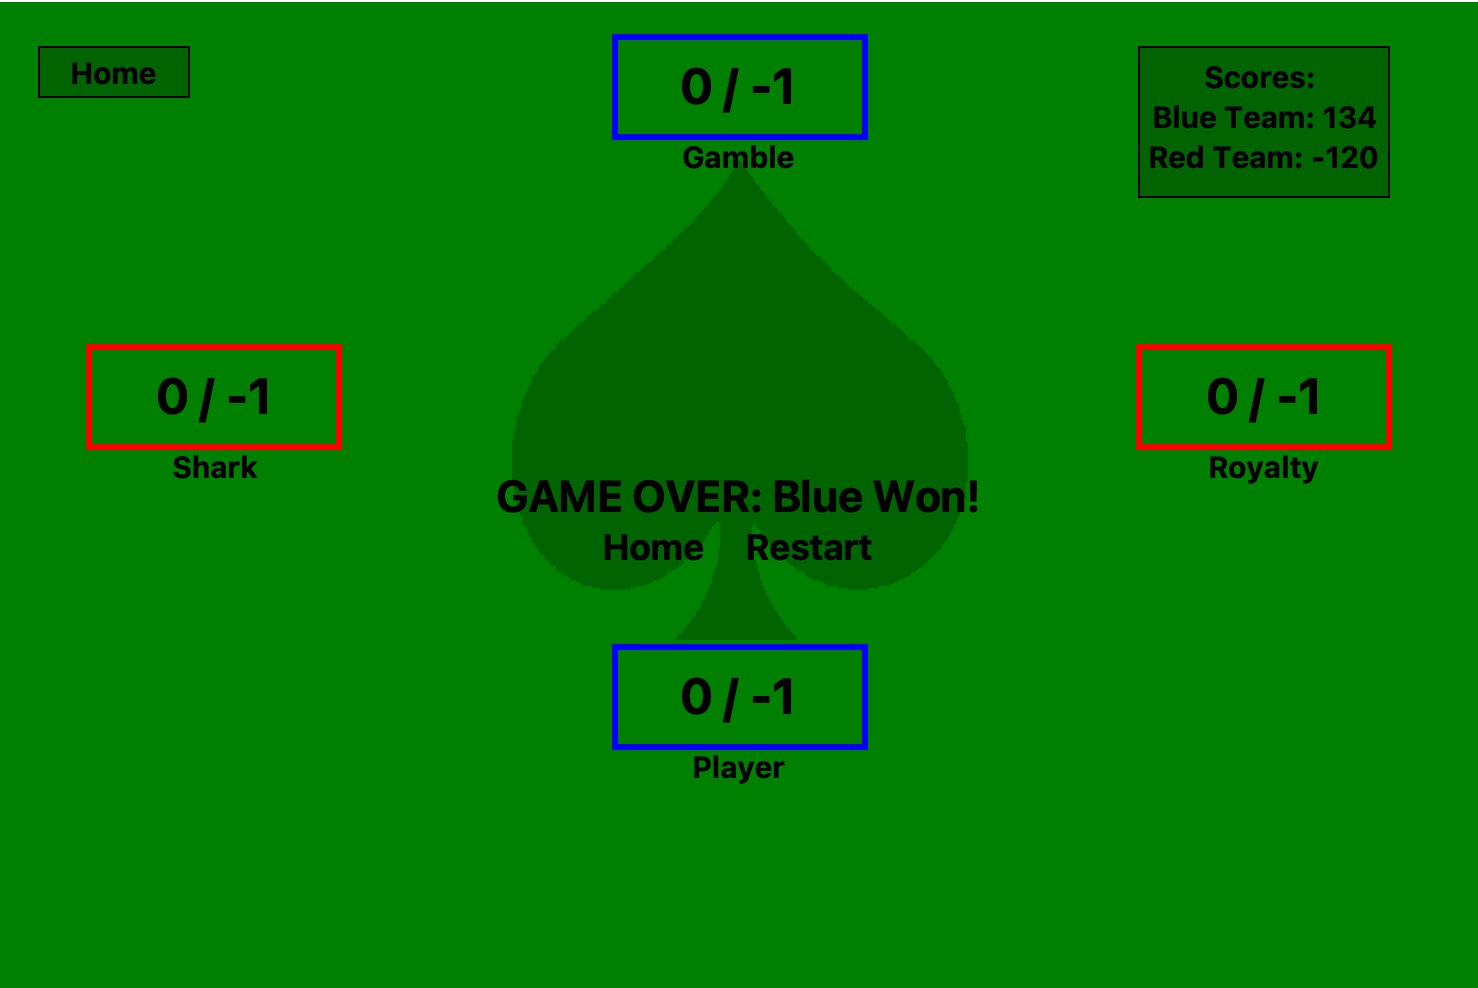 Home
0 / -1
Gamble
Scores:
Blue Team: 134
Red Team: -120
0 / -1
Shark
0 / -1
Royalty
GAME OVER: Blue Won!
Home Restart
0 / -1
Player